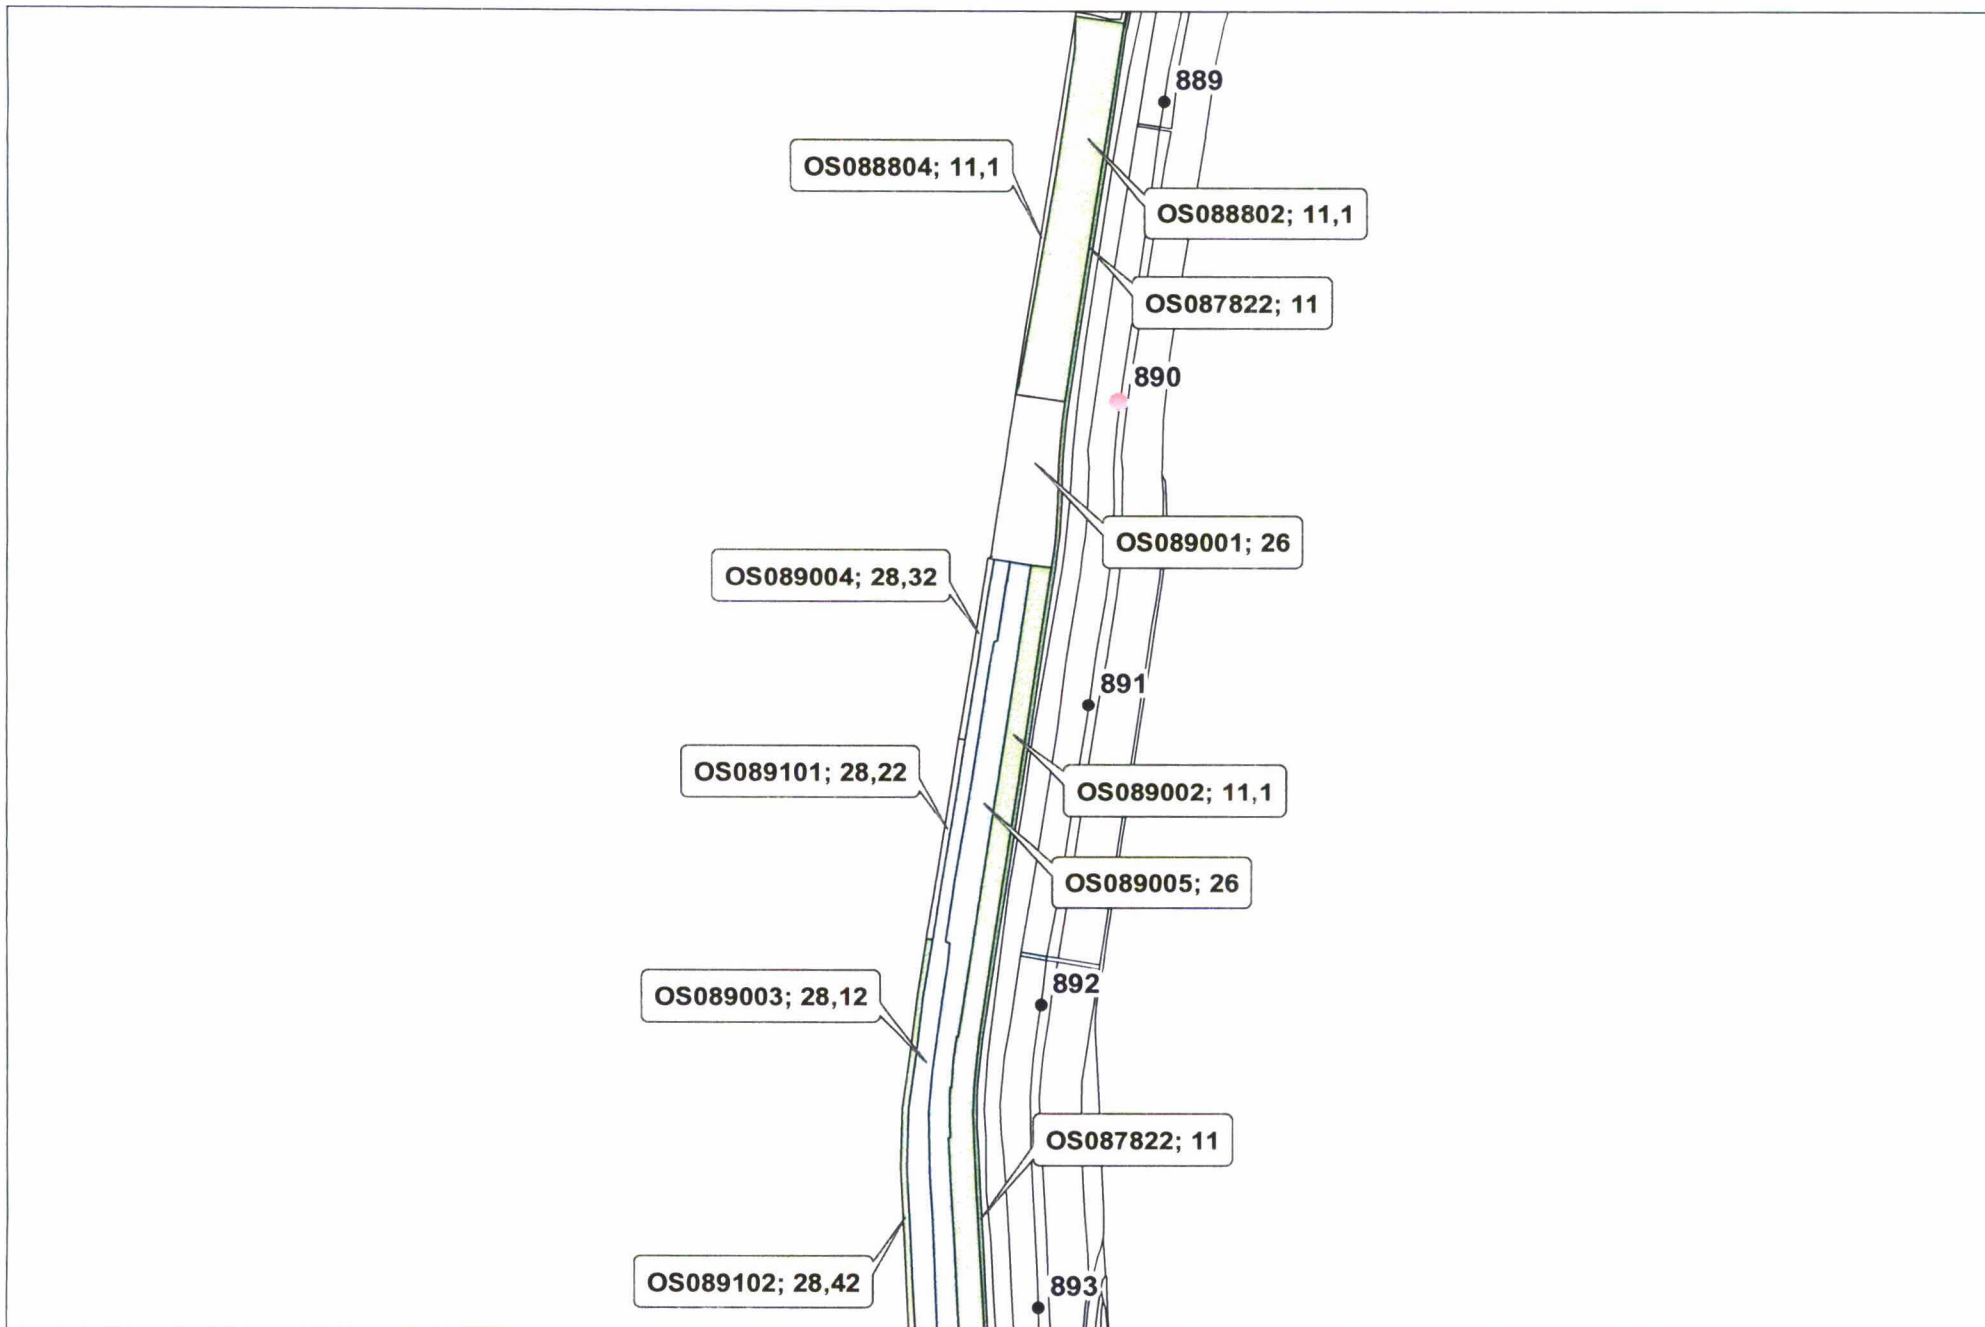 889
OS088804; 11,1
OS088802; 11,1
OS087822; 11
890
OS089001; 26
OS089004; 28,32
891
OS089101; 28,22
OS089002; 11,1
OS089005; 26
892
OS089003; 28,12
OS087822; 11
OS089102; 28,42
893